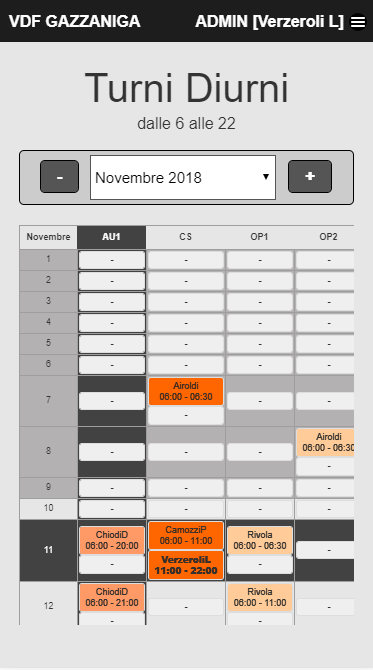 VDF GAZZANIGA ADMIN [Verzeroli L]
Turni Diurni
dalle 6 alle 22
- Novembre 2018 +
Novembre AU1 CS OP1 OP2
1 - - - -
2 - - - -
3 - - - -
4 - - - -
5 - - - -
6 - - - -
7 - Airoldi 06:00 - 06:30 - - -
8 - - - Airoldi 06:00 - 06:30 -
9 - - - -
10 - - - -
11 ChiodiD 06:00 - 20:00 - CamozziP 06:00 - 11:00 VerzeroliL 11:00 - 22:00 Rivola 06:00 - 06:30 - -
12 ChiodiD 06:00 - 21:00 - - Rivola 06:00 - 11:00 - -